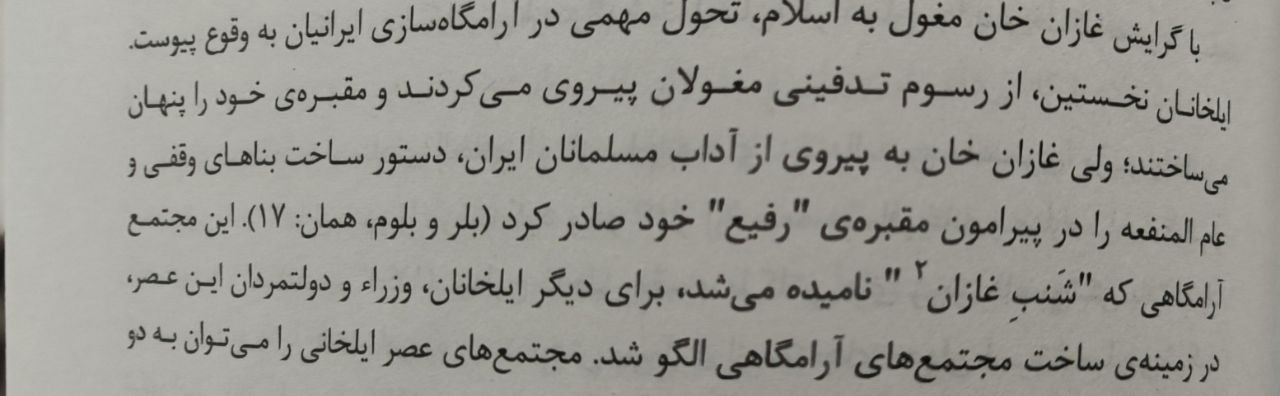 با گرایش غازان خان مغول به اسلام، تحول مهمی در آرامگاه‌سازی ایرانیان به وقوع پیوست.
ایلخانان نخستین، از رسوم تدفینی مغولان پیروی می‌کردند و مقبره‌ی خود را پنهان
می‌ساختند؛ ولی غازان خان به پیروی از آداب مسلمانان ایران، دستور ساخت بناهای وقفی و
عام المنفعه را در پیرامون مقبره‌ی "رفیع" خود صادر کرد (بلر و بلوم، همان: ۱۷). این مجتمع
آرامگاهی که "شَنبِ غازان۲" نامیده می‌شد، برای دیگر ایلخانان، وزراء و دولتمردان این عصر،
در زمینه‌ی ساخت مجتمع‌های آرامگاهی الگو شد. مجتمع‌های عصر ایلخانی را می‌توان به دو